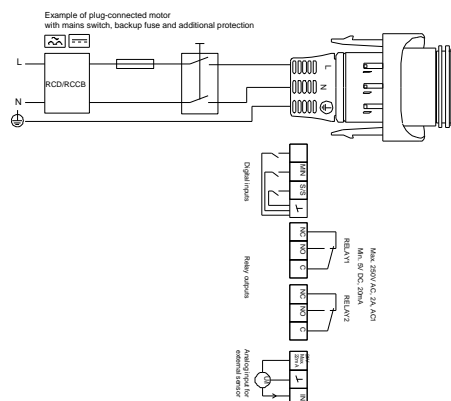 Example of plug-connected motor
with mains switch, backup fuse and additional protection
L
RCD/RCCB
N
L
N
Digital inputs
MIN
S/S
Relay outputs
NC
NO
C
RELAY1
Max. 250V AC, 2A, AC1
Min. 5V DC, 20mA
NC
NO
C
RELAY2
Analog input for
external sensor
Max.
IN